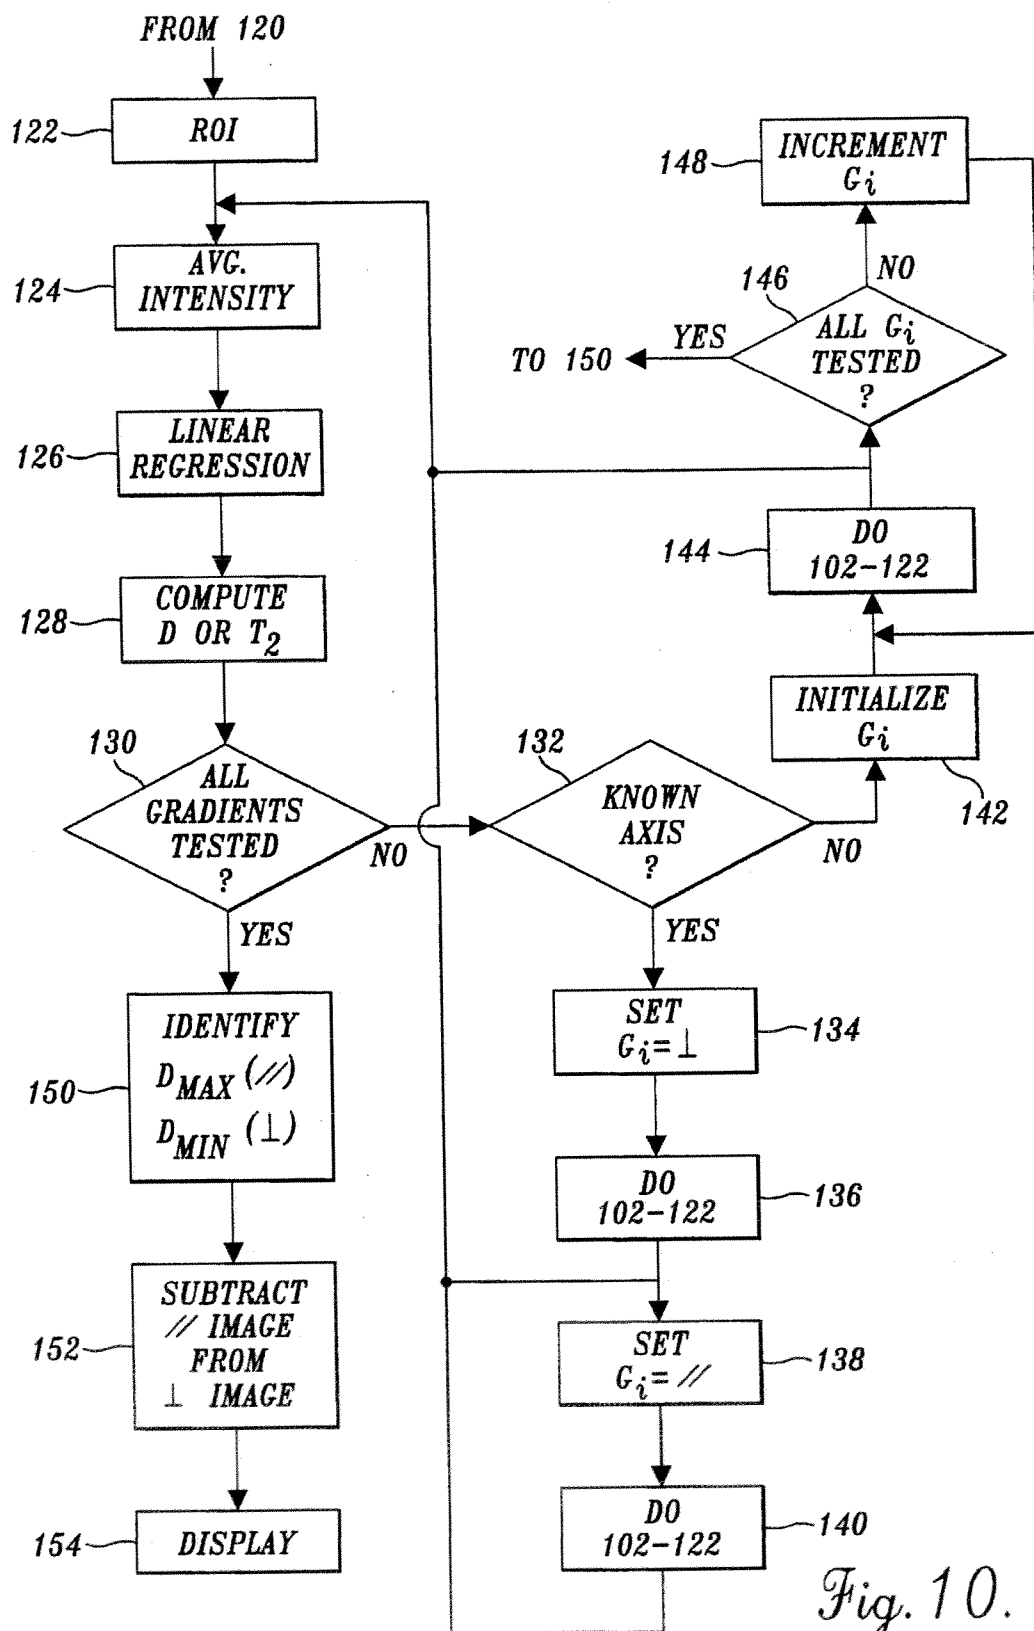 FROM 120
122
ROI
124
AVG.
INTENSITY
126
LINEAR
REGRESSION
128
COMPUTE
D OR T2
130
ALL
GRADIENTS
TESTED
?
NO
YES
150
IDENTIFY
DMAX (//)
DMIN (⊥)
152
SUBTRACT
// IMAGE
FROM
⊥ IMAGE
154
DISPLAY
148
INCREMENT
Gi
NO
146
ALL Gi
TESTED
?
YES
TO 150
144
DO
102-122
INITIALIZE
Gi
142
132
KNOWN
AXIS
?
NO
YES
SET
Gi=⊥
134
DO
102-122
136
SET
Gi=//
138
DO
102-122
140
Fig. 10.